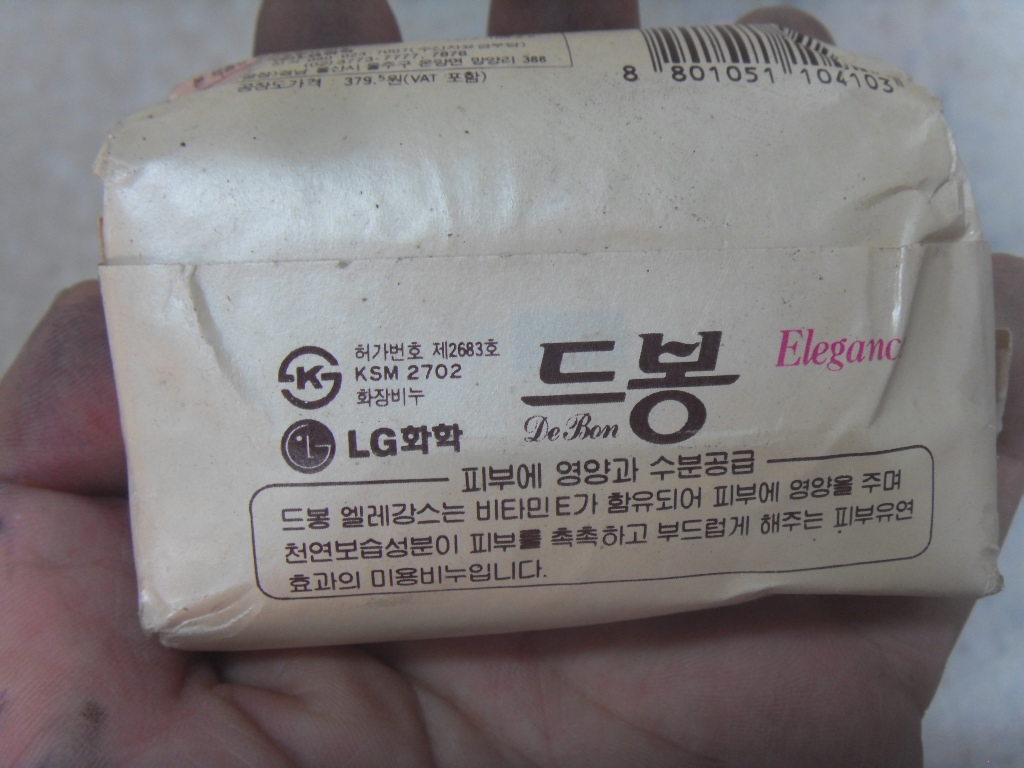 공장도가격 379.5원(VAT 포함)
8 801051 104103
허가번호 제2683호
KSM 2702
화장비누
K
LG화학
드봉
De Bon
Eleganc
피부에 영양과 수분공급
드봉 엘레강스는 비타민E가 함유되어 피부에 영양을 주며
천연보습성분이 피부를 촉촉하고 부드럽게 해주는 피부유연
효과의 미용비누입니다.